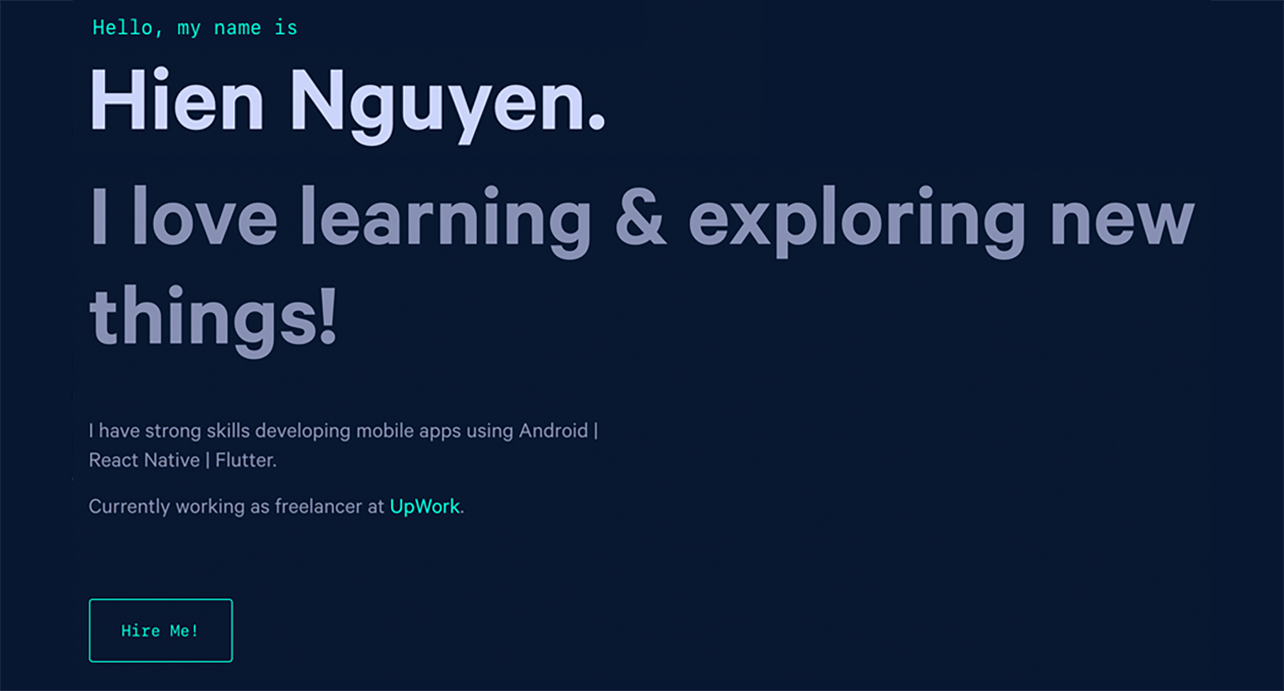 Hello, my name is
Hien Nguyen.
I love learning & exploring new
things!
I have strong skills developing mobile apps using Android |
React Native | Flutter.
Currently working as freelancer at UpWork.
Hire Me!